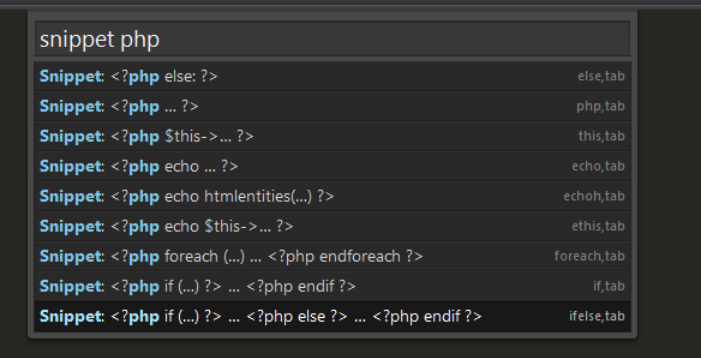 snippet php
Snippet: <?php else: ?> else,tab
Snippet: <?php ... ?> php,tab
Snippet: <?php $this->... ?> this,tab
Snippet: <?php echo ... ?> echo,tab
Snippet: <?php echo htmlentities(...) ?> echoh,tab
Snippet: <?php echo $this->... ?> ethis,tab
Snippet: <?php foreach (...) ... <?php endforeach ?> foreach,tab
Snippet: <?php if (...) ?> ... <?php endif ?> if,tab
Snippet: <?php if (...) ?> ... <?php else ?> ... <?php endif ?> ifelse,tab